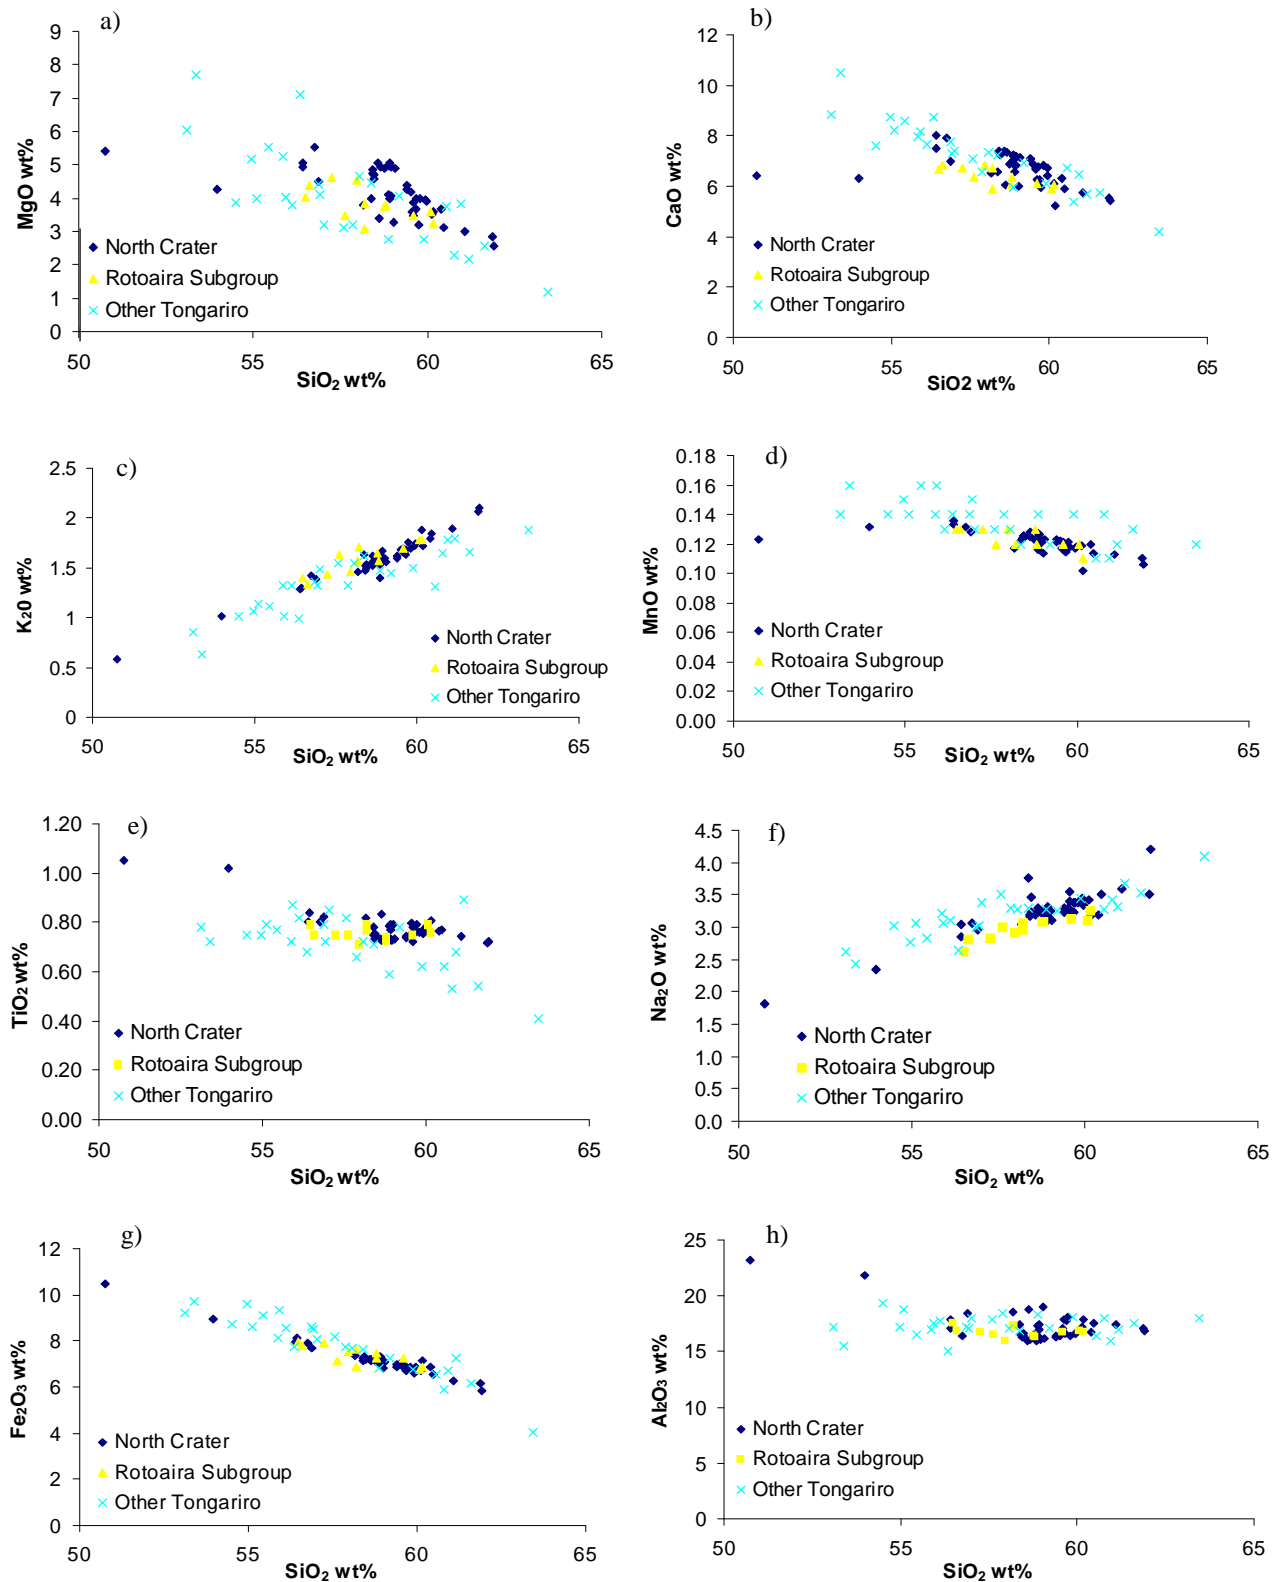 a)
9
8
7
6
5
4
3
2
1
0
MgO wt%
North Crater
Rotoaira Subgroup
Other Tongariro
50 55 60 65
SiO₂ wt%
b)
12
10
8
6
4
2
0
CaO wt%
North Crater
Rotoaira Subgroup
Other Tongariro
50 55 60 65
SiO2 wt%
c)
2.5
2
1.5
1
0.5
0
K₂0 wt%
North Crater
Rotoaira Subgroup
Other Tongariro
50 55 60 65
SiO₂ wt%
d)
0.18
0.16
0.14
0.12
0.10
0.08
0.06
0.04
0.02
0.00
MnO wt%
North Crater
Rotoaira Subgroup
Other Tongariro
50 55 60 65
SiO₂ wt%
e)
1.20
1.00
0.80
0.60
0.40
0.20
0.00
TiO₂ wt%
North Crater
Rotoaira Subgroup
Other Tongariro
50 55 60 65
SiO₂ wt%
f)
4.5
4.0
3.5
3.0
2.5
2.0
1.5
1.0
0.5
0.0
Na₂O wt%
North Crater
Rotoaira Subgroup
Other Tongariro
50 55 60 65
SiO₂ wt%
g)
12
10
8
6
4
2
0
Fe₂O₃ wt%
North Crater
Rotoaira Subgroup
Other Tongariro
50 55 60 65
SiO₂ wt%
h)
25
20
15
10
5
0
Al₂O₃ wt%
North Crater
Rotoaira Subgroup
Other Tongariro
50 55 60 65
SiO₂ wt%